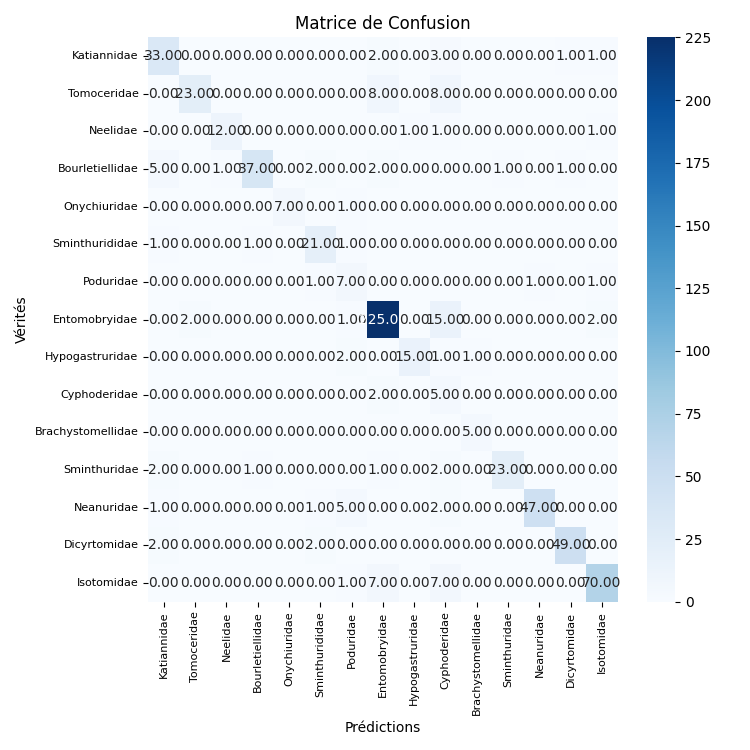 Matrice de Confusion
Katiannidae 33.00 0.00 0.00 0.00 0.00 0.00 0.00 2.00 0.00 3.00 0.00 0.00 0.00 1.00 1.00
Tomoceridae 0.00 23.00 0.00 0.00 0.00 0.00 0.00 8.00 0.00 8.00 0.00 0.00 0.00 0.00 0.00
Neelidae 0.00 0.00 12.00 0.00 0.00 0.00 0.00 0.00 1.00 1.00 0.00 0.00 0.00 0.00 1.00
Bourletiellidae 5.00 0.00 1.00 37.00 0.00 2.00 0.00 2.00 0.00 0.00 0.00 1.00 0.00 1.00 0.00
Onychiuridae 0.00 0.00 0.00 0.00 7.00 0.00 1.00 0.00 0.00 0.00 0.00 0.00 0.00 0.00 0.00
Sminthurididae 1.00 0.00 0.00 1.00 0.00 21.00 1.00 0.00 0.00 0.00 0.00 0.00 0.00 0.00 0.00
Poduridae 0.00 0.00 0.00 0.00 0.00 1.00 7.00 0.00 0.00 0.00 0.00 0.00 1.00 0.00 1.00
Entomobryidae 0.00 2.00 0.00 0.00 0.00 0.00 1.00 225.00 0.00 15.00 0.00 0.00 0.00 0.00 2.00
Hypogastruridae 0.00 0.00 0.00 0.00 0.00 0.00 2.00 0.00 15.00 1.00 1.00 0.00 0.00 0.00 0.00
Cyphoderidae 0.00 0.00 0.00 0.00 0.00 0.00 0.00 2.00 0.00 5.00 0.00 0.00 0.00 0.00 0.00
Brachystomellidae 0.00 0.00 0.00 0.00 0.00 0.00 0.00 0.00 0.00 0.00 5.00 0.00 0.00 0.00 0.00
Sminthuridae 2.00 0.00 0.00 1.00 0.00 0.00 0.00 1.00 0.00 2.00 0.00 23.00 0.00 0.00 0.00
Neanuridae 1.00 0.00 0.00 0.00 0.00 1.00 5.00 0.00 0.00 2.00 0.00 0.00 47.00 0.00 0.00
Dicyrtomidae 2.00 0.00 0.00 0.00 0.00 2.00 0.00 0.00 0.00 0.00 0.00 0.00 0.00 49.00 0.00
Isotomidae 0.00 0.00 0.00 0.00 0.00 0.00 1.00 7.00 0.00 7.00 0.00 0.00 0.00 0.00 70.00
Vérités
Katiannidae
Tomoceridae
Neelidae
Bourletiellidae
Onychiuridae
Sminthurididae
Poduridae
Entomobryidae
Hypogastruridae
Cyphoderidae
Brachystomellidae
Sminthuridae
Neanuridae
Dicyrtomidae
Isotomidae
Prédictions
225
200
175
150
125
100
75
50
25
0